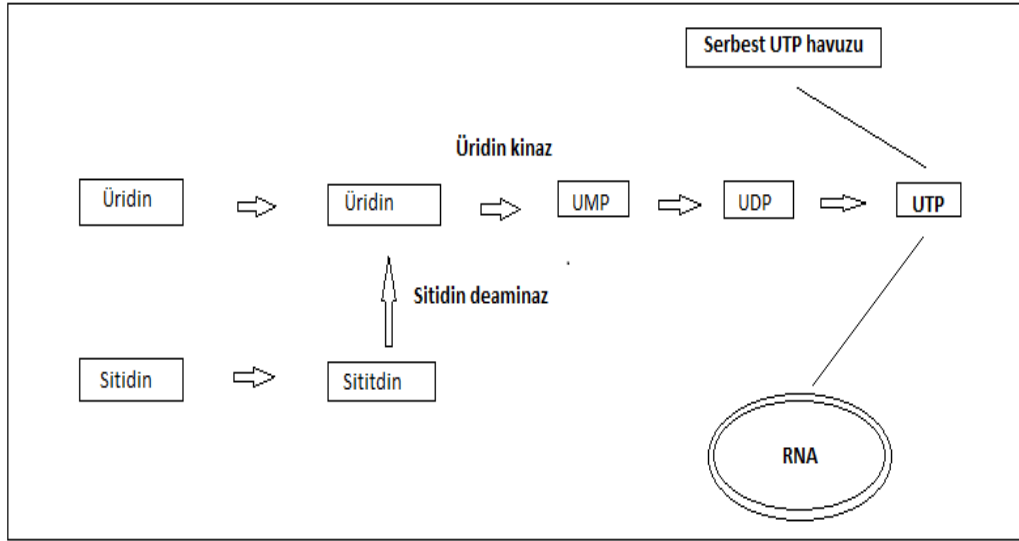 Serbest UTP havuzu
Üridin kinaz
Üridin
Üridin
UMP
UDP
UTP
Sitidin deaminaz
Sitidin
Sititdin
RNA